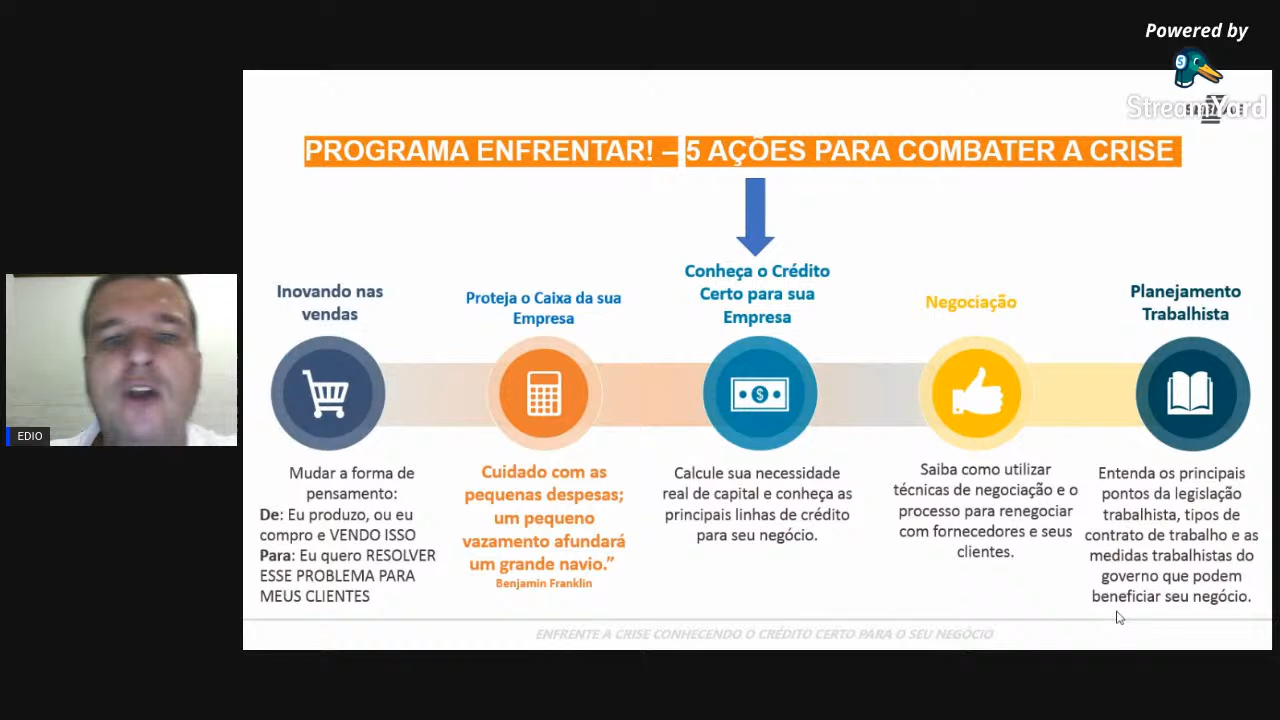 Powered by
StreamYard
PROGRAMA ENFRENTAR! – 5 AÇÕES PARA COMBATER A CRISE
Inovando nas
vendas
Mudar a forma de
pensamento:
De: Eu produzo, ou eu
compro e VENDO ISSO
Para: Eu quero RESOLVER
ESSE PROBLEMA PARA
MEUS CLIENTES
Proteja o Caixa da sua
Empresa
Cuidado com as
pequenas despesas;
um pequeno
vazamento afundará
um grande navio.”
Benjamin Franklin
Conheça o Crédito
Certo para sua
Empresa
Calcule sua necessidade
real de capital e conheça as
principais linhas de crédito
para seu negócio.
Negociação
Saiba como utilizar
técnicas de negociação e o
processo para renegociar
com fornecedores e seus
clientes.
Planejamento
Trabalhista
Entenda os principais
pontos da legislação
trabalhista, tipos de
contrato de trabalho e as
medidas trabalhistas do
governo que podem
beneficiar seu negócio.
EDIO
ENFRENTE A CRISE CONHECENDO O CRÉDITO CERTO PARA O SEU NEGÓCIO